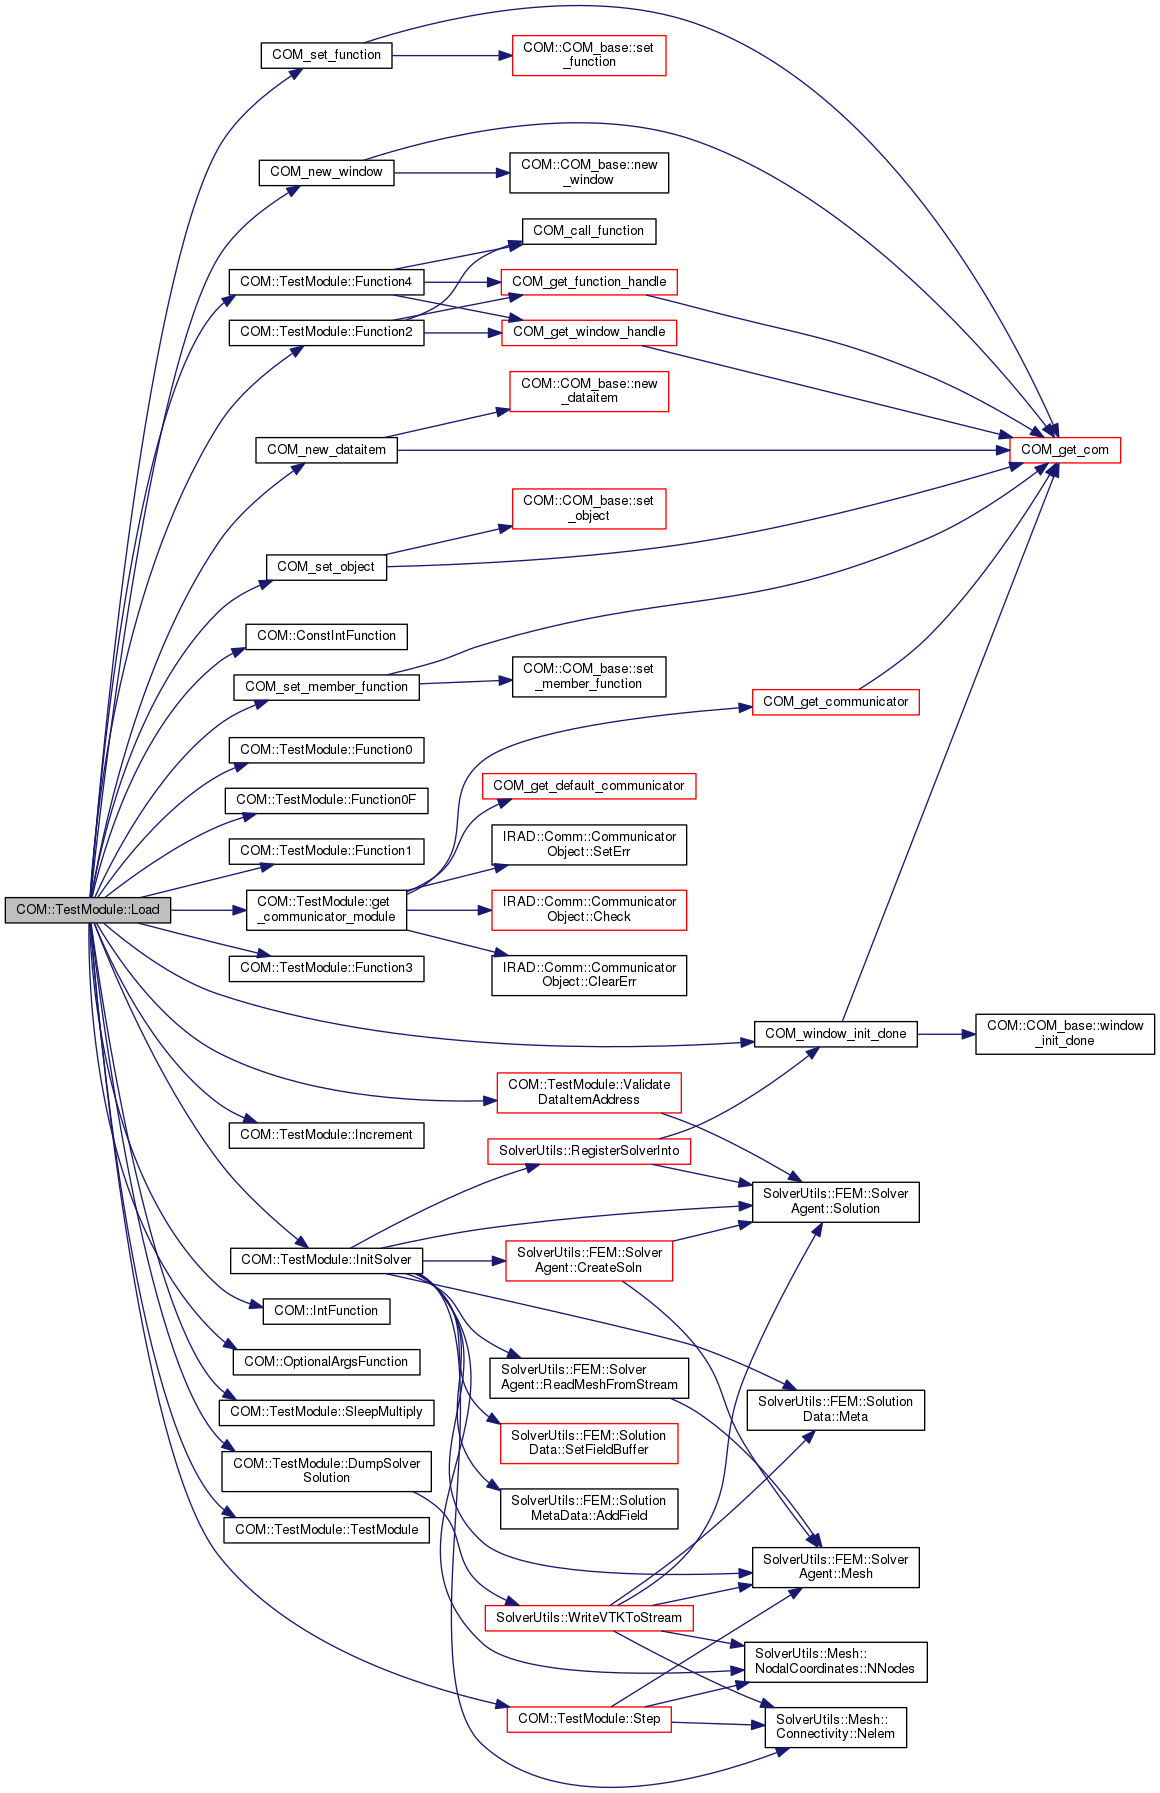 COM_set_function
COM::COM_base::set
_function
COM_new_window
COM::COM_base::new
_window
COM_call_function
COM::TestModule::Function4
COM_get_function_handle
COM::TestModule::Function2
COM_get_window_handle
COM::COM_base::new
_dataitem
COM_new_dataitem
COM_get_com
COM::COM_base::set
_object
COM_set_object
COM::ConstIntFunction
COM::COM_base::set
_member_function
COM_set_member_function
COM_get_communicator
COM::TestModule::Function0
COM_get_default_communicator
COM::TestModule::Function0F
IRAD::Comm::Communicator
Object::SetErr
COM::TestModule::Function1
COM::TestModule::Load
COM::TestModule::get
_communicator_module
IRAD::Comm::Communicator
Object::Check
COM::TestModule::Function3
IRAD::Comm::Communicator
Object::ClearErr
COM_window_init_done
COM::COM_base::window
_init_done
COM::TestModule::Validate
DataItemAddress
COM::TestModule::Increment
SolverUtils::RegisterSolverInto
SolverUtils::FEM::Solver
Agent::Solution
COM::TestModule::InitSolver
SolverUtils::FEM::Solver
Agent::CreateSoln
COM::IntFunction
COM::OptionalArgsFunction
SolverUtils::FEM::Solver
Agent::ReadMeshFromStream
COM::TestModule::SleepMultiply
SolverUtils::FEM::Solution
Data::Meta
SolverUtils::FEM::Solution
Data::SetFieldBuffer
COM::TestModule::DumpSolver
Solution
SolverUtils::FEM::Solution
MetaData::AddField
COM::TestModule::TestModule
SolverUtils::FEM::Solver
Agent::Mesh
SolverUtils::WriteVTKToStream
SolverUtils::Mesh::
NodalCoordinates::NNodes
COM::TestModule::Step
SolverUtils::Mesh::
Connectivity::Nelem